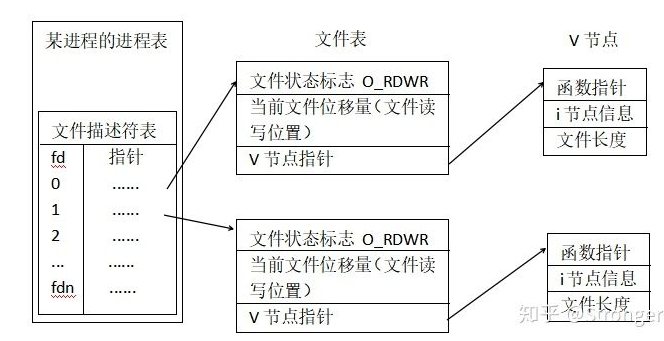 某进程的进程表
文件表
V 节点
文件描述符表
fd 指针
0 ......
1 ......
2 ......
... ......
fdn ......
文件状态标志 O_RDWR
当前文件位移量（文件读
写位置）
V 节点指针
函数指针
i 节点信息
文件长度
文件状态标志 O_RDWR
当前文件位移量（文件读
写位置）
V 节点指针
函数指针
i 节点信息
文件长度
知乎 @Stronger